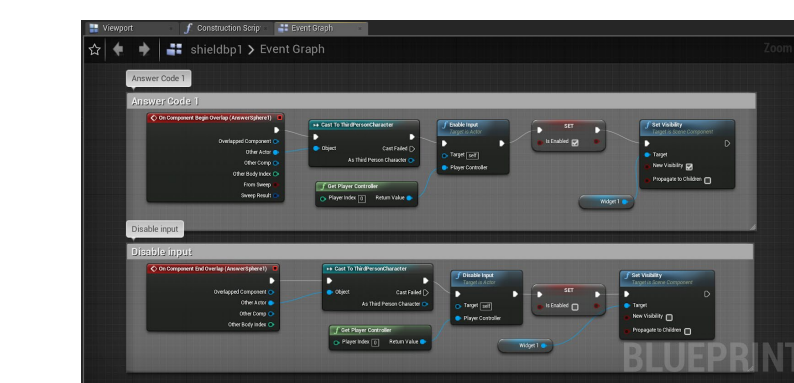 Viewport
Construction Scrip
Event Graph
shieldbp1 > Event Graph
Zoom
Answer Code 1
Answer Code 1
On Component Begin Overlap (AnswerSphere1)
Overlapped Component
Other Actor
Other Comp
Other Body Index
From Sweep
Sweep Result
Cast To ThirdPersonCharacter
Object
Cast Failed
As Third Person Character
Get Player Controller
Player Index 0
Return Value
Enable Input
Target is Actor
Target self
Player Controller
SET
Is Enabled
Set Visibility
Target is Scene Component
Target
New Visibility
Propagate to Children
Widget 1
Disable input
Disable input
On Component End Overlap (AnswerSphere1)
Overlapped Component
Other Actor
Other Comp
Other Body Index
Cast To ThirdPersonCharacter
Object
Cast Failed
As Third Person Character
Get Player Controller
Player Index 0
Return Value
Disable Input
Target is Actor
Target self
Player Controller
SET
Is Enabled
Set Visibility
Target is Scene Component
Target
New Visibility
Propagate to Children
Widget 1
BLUEPRINT